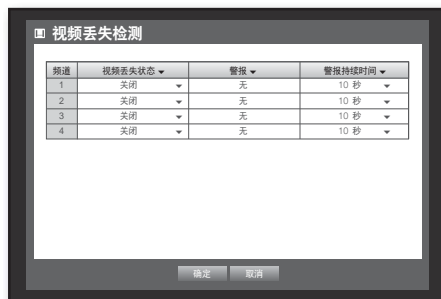 视频丢失检测
频道 视频丢失状态 警报 警报持续时间
1 关闭 无 10 秒
2 关闭 无 10 秒
3 关闭 无 10 秒
4 关闭 无 10 秒
确定 取消